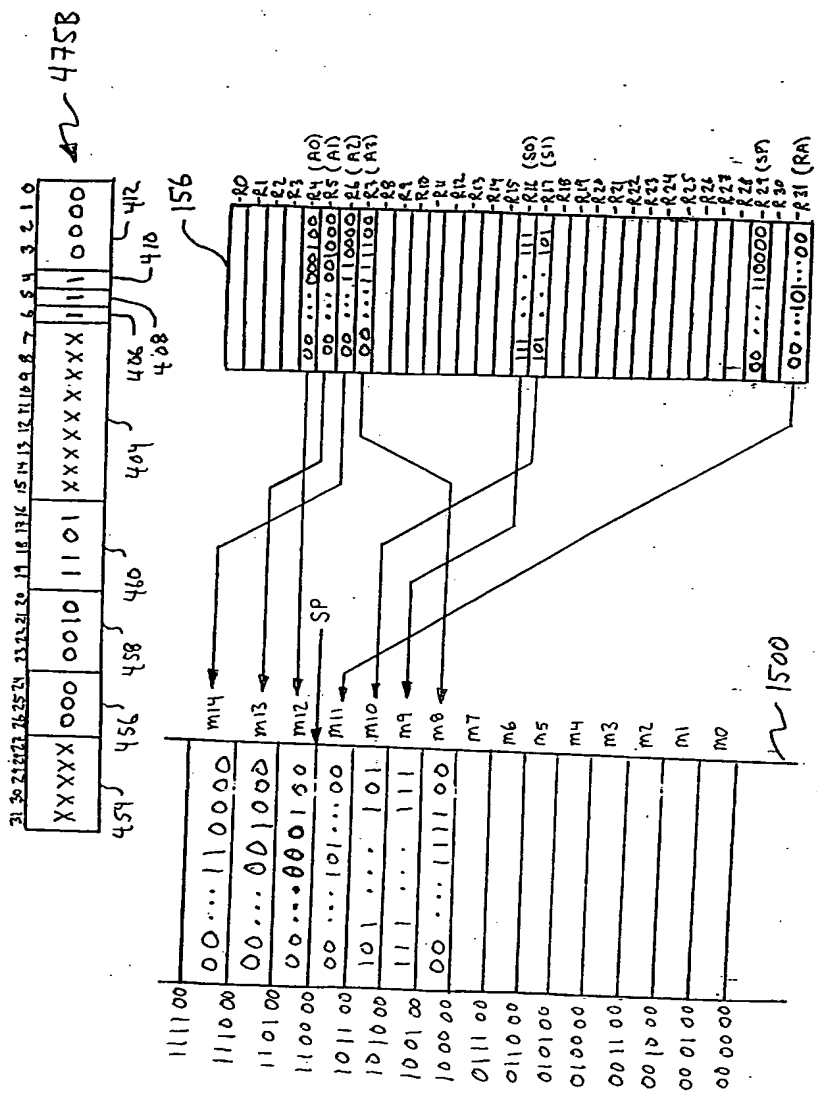 31 30 29 28 27 26 25 24 23 22 21 20 19 18 17 16 15 14 13 12 11 10 9 8 7 6 5 4 3 2 1 0
XXXXX 000 0010 1101 XXXXXXXXX 1 1 1 0000
475B
454 456 458 460 404 406 408 410 412
156
R0
R1
R2
R3
00 ... 000100 R4 (A0)
00 ... 001000 R5 (A1)
00 ... 110000 R6 (A2)
00 ... 111100 R7 (A3)
R8
R9
R10
R11
R12
R13
R14
R15
111 ... 111 R16 (S0)
101 ... 101 R17 (S1)
R18
R19
R20
R21
R22
R23
R24
R25
R26
R27
R28
00 ... 110000 R29 (SP)
R30
00...101...00 R31 (RA)
111100
00...110000 m14
111000
00...001000 m13
110100
00...000100 m12
110000
SP
00...101...00 m11
101100
101 ... 101 m10
101000
111 ... 111 m9
100100
00 ... 111100 m8
100000
m7
011100
m6
011000
m5
010100
m4
010000
m3
001100
m2
001000
m1
000100
m0
000000
1500